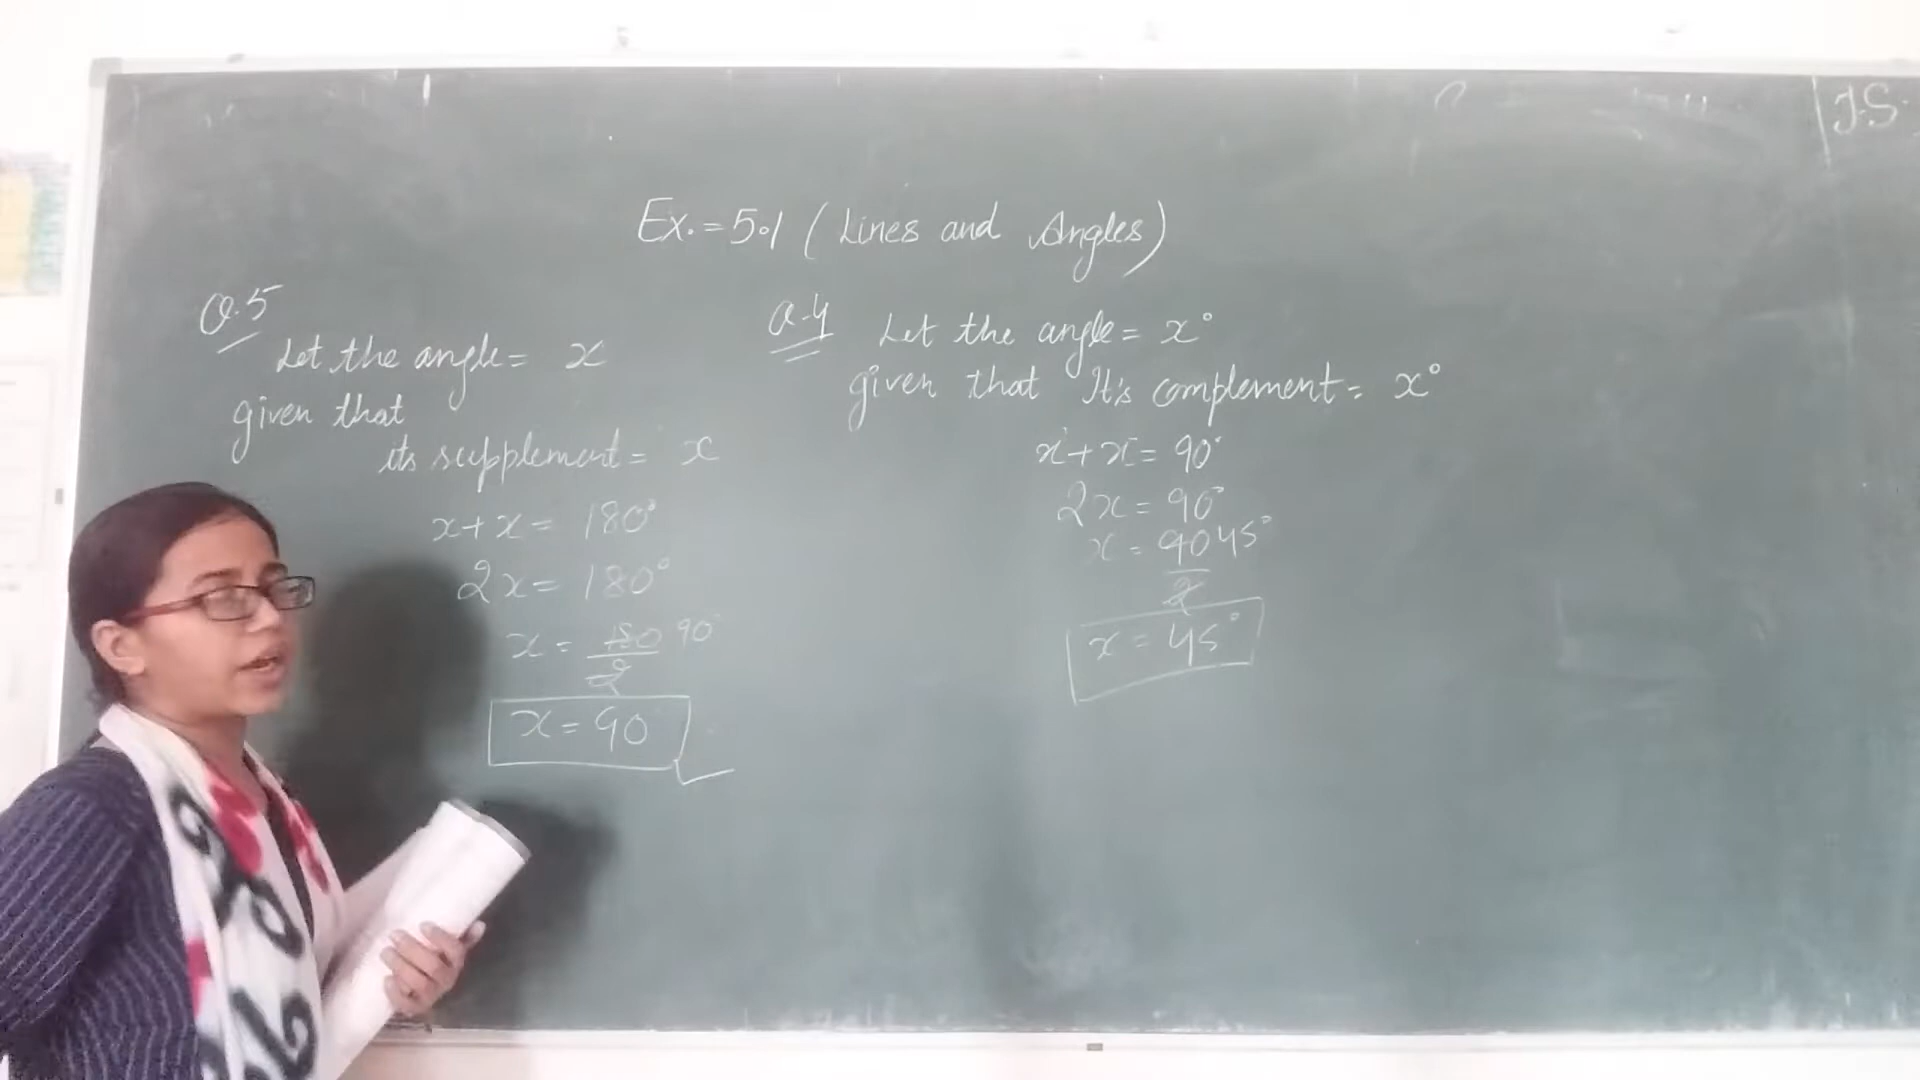 J.S.
Ex. = 5.1 (Lines and Angles)
Q.5
Let the angle = x
given that
its supplement = x
x + x = 180°
2x = 180°
x = 180/2 90°
x = 90
Q.4 Let the angle = x°
given that It's complement = x°
x + x = 90°
2x = 90°
x = 90/2 45°
x = 45°